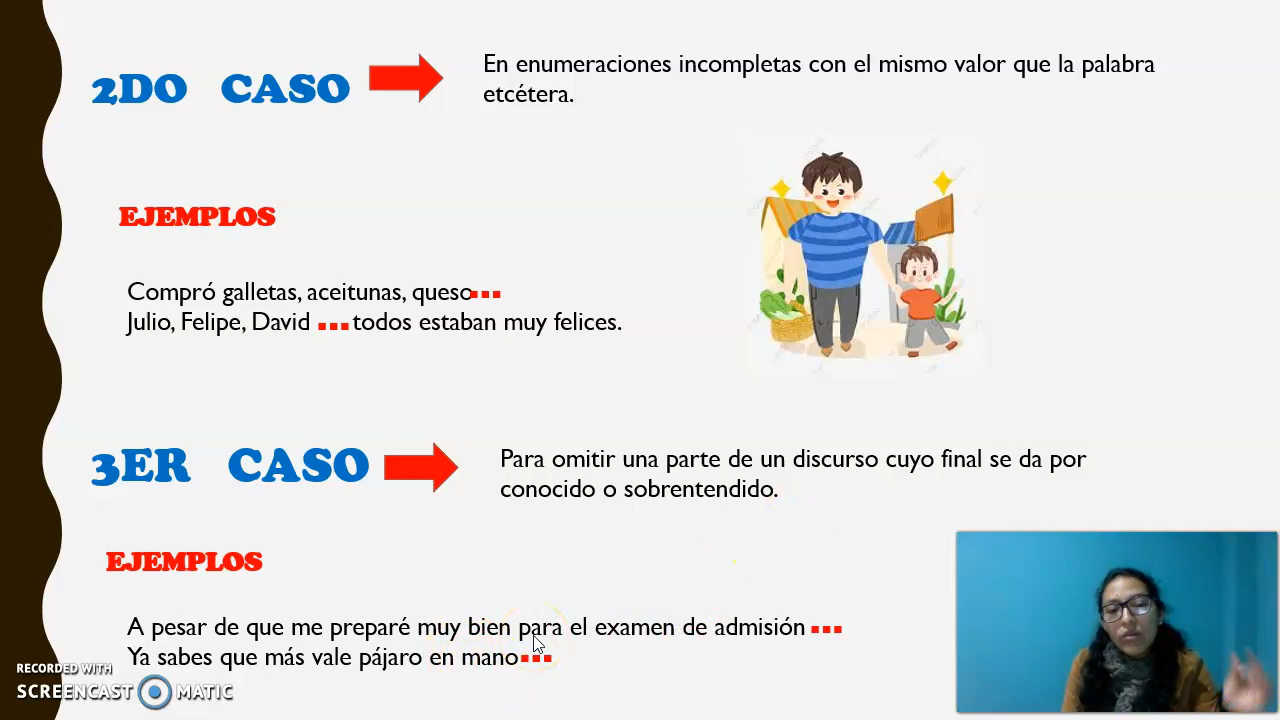 2DO CASO
En enumeraciones incompletas con el mismo valor que la palabra
etcétera.
EJEMPLOS
Compró galletas, aceitunas, queso...
Julio, Felipe, David ... todos estaban muy felices.
3ER CASO
Para omitir una parte de un discurso cuyo final se da por
conocido o sobrentendido.
EJEMPLOS
A pesar de que me preparé muy bien para el examen de admisión ...
Ya sabes que más vale pájaro en mano...
RECORDED WITH
SCREENCAST MATIC